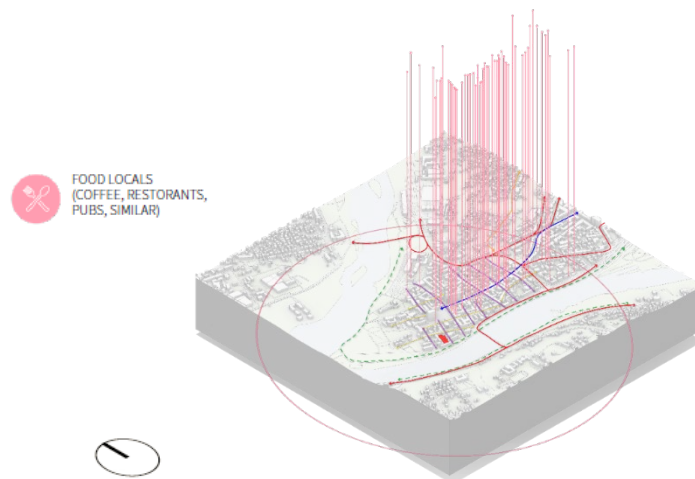 FOOD LOCALS
(COFFEE, RESTORANTS,
PUBS, SIMILAR)